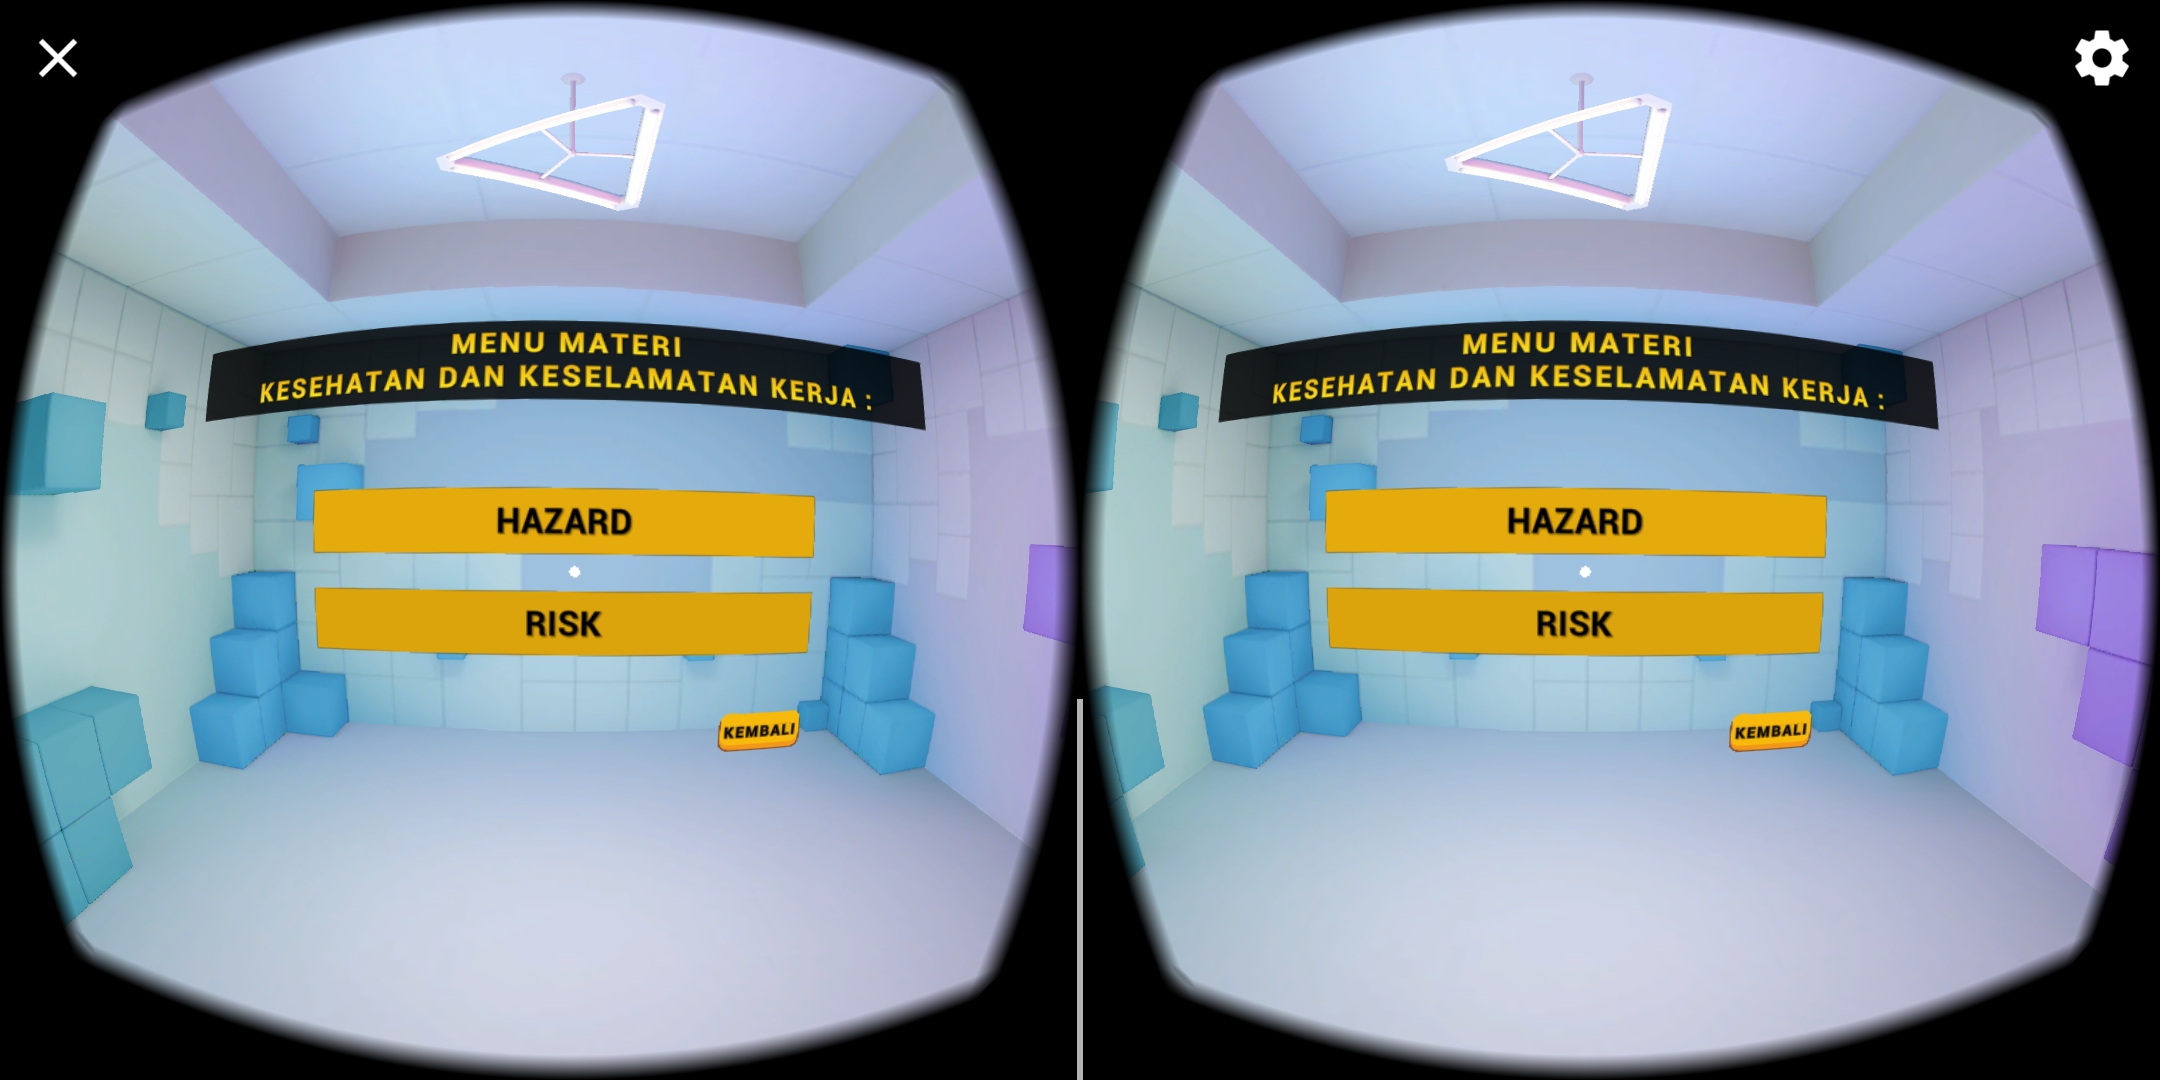 MENU MATERI
KESEHATAN DAN KESELAMATAN KERJA :
HAZARD
RISK
KEMBALI
MENU MATERI
KESEHATAN DAN KESELAMATAN KERJA :
HAZARD
RISK
KEMBALI